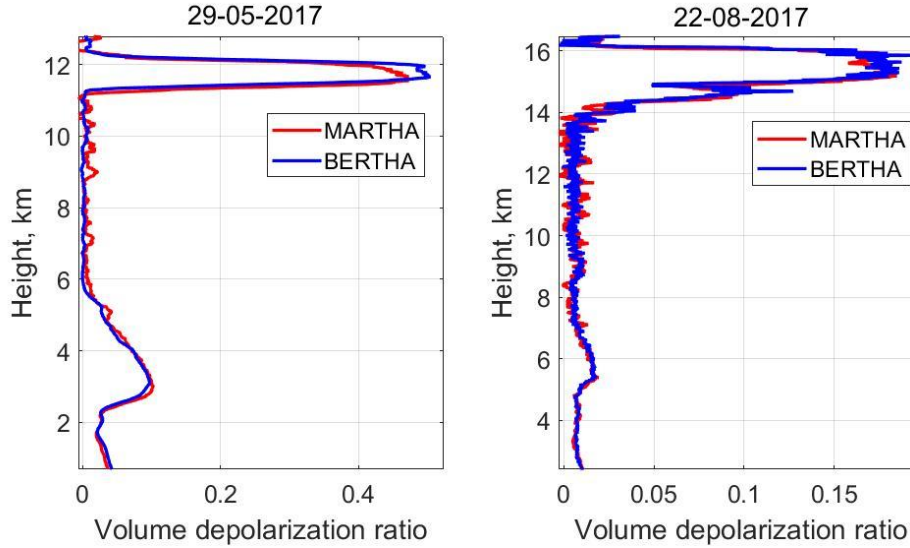 29-05-2017
12
10
8
6
4
2
Height, km
MARTHA
BERTHA
0
0.2
0.4
Volume depolarization ratio
22-08-2017
16
14
12
10
8
6
4
Height, km
MARTHA
BERTHA
0
0.05
0.1
0.15
Volume depolarization ratio